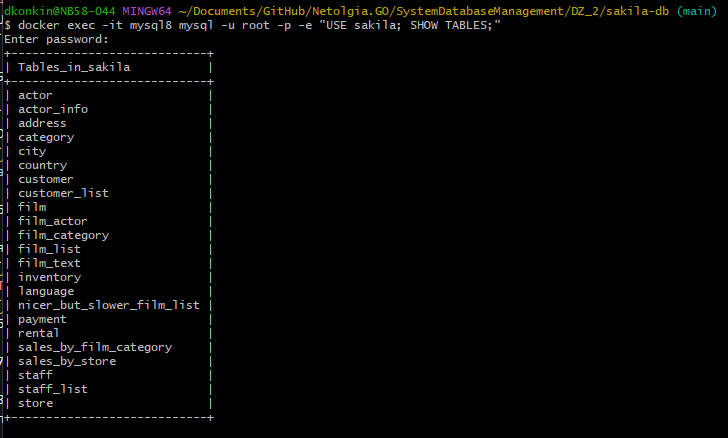 dkonkin@NB58-044 MINGW64 ~/Documents/GitHub/Netolgia.GO/SystemDatabaseManagement/DZ_2/sakila-db (main)
$ docker exec -it mysql8 mysql -u root -p -e "USE sakila; SHOW TABLES;"
Enter password:
+----------------------------+
| Tables_in_sakila           |
+----------------------------+
| actor                      |
| actor_info                 |
| address                    |
| category                   |
| city                       |
| country                    |
| customer                   |
| customer_list              |
| film                       |
| film_actor                 |
| film_category              |
| film_list                  |
| film_text                  |
| inventory                  |
| language                   |
| nicer_but_slower_film_list |
| payment                    |
| rental                     |
| sales_by_film_category     |
| sales_by_store             |
| staff                      |
| staff_list                 |
| store                      |
+----------------------------+